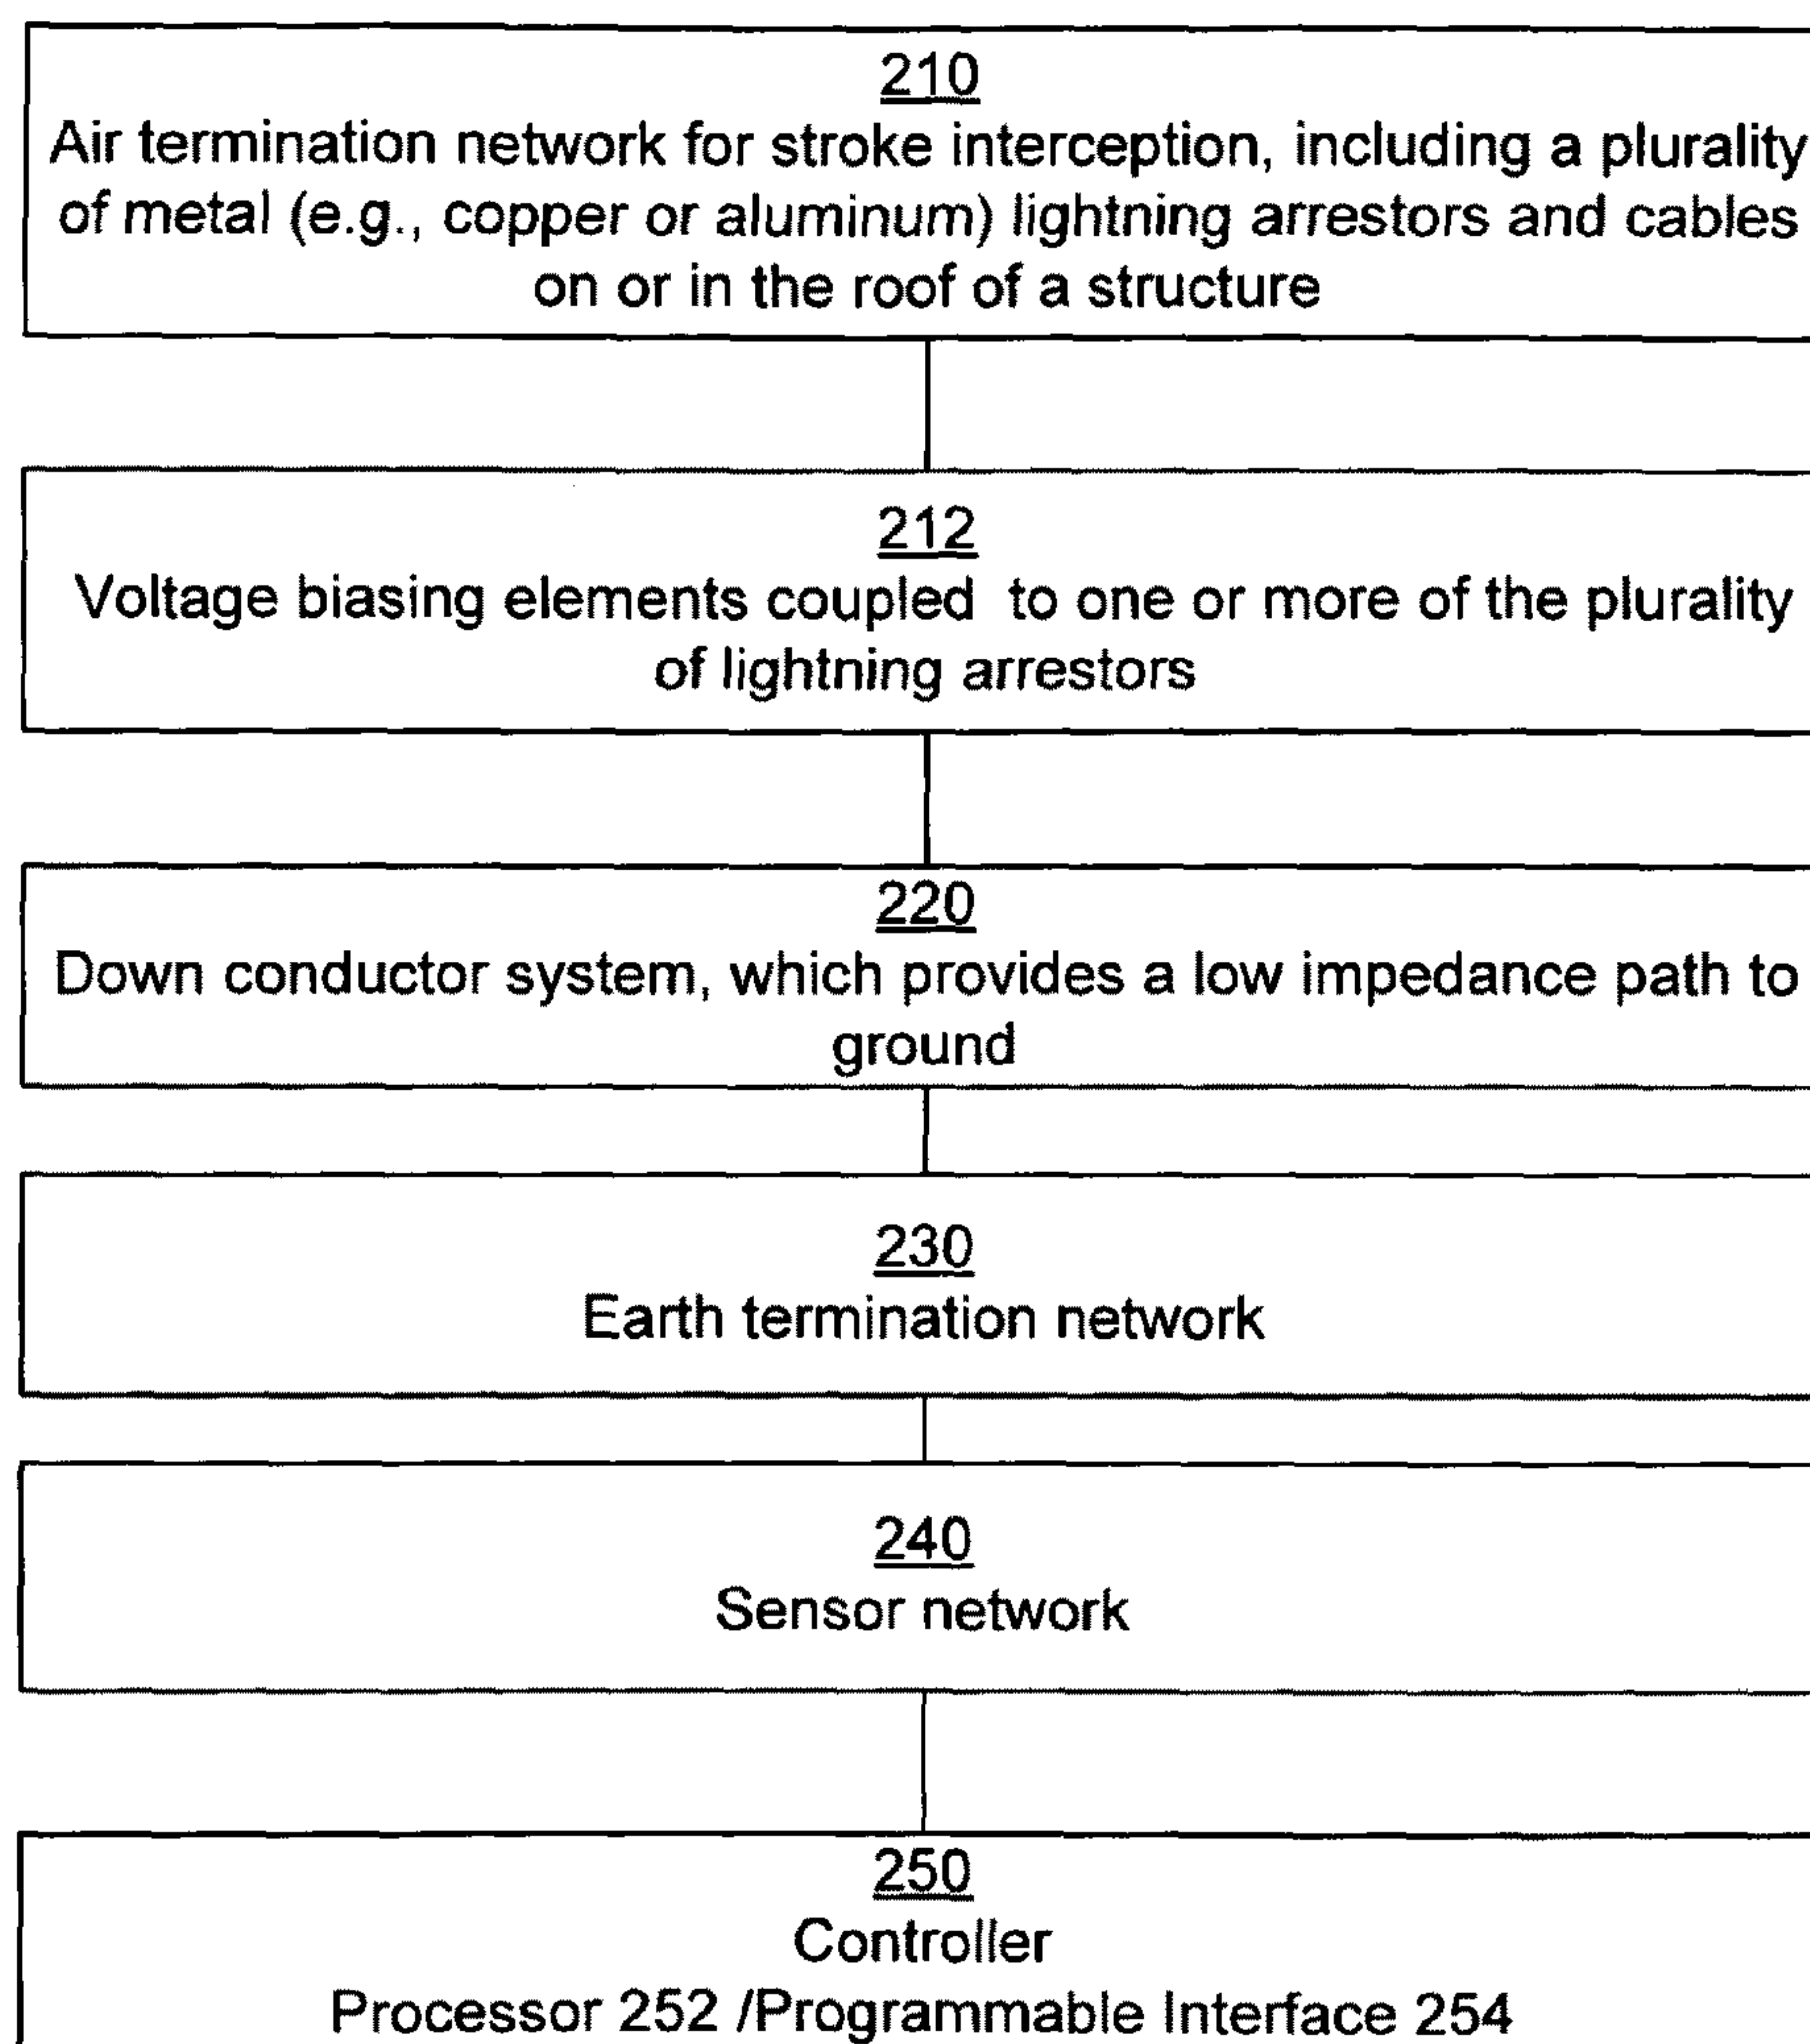 210
Air termination network for stroke interception, including a plurality
of metal (e.g., copper or aluminum) lightning arrestors and cables
on or in the roof of a structure
212
Voltage biasing elements coupled to one or more of the plurality
of lightning arrestors
220
Down conductor system, which provides a low impedance path to
ground
230
Earth termination network
240
Sensor network
250
Controller
Processor 252 /Programmable Interface 254